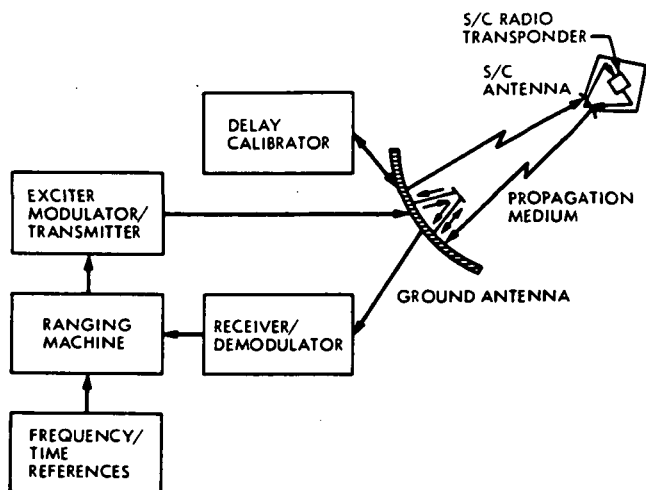 S/C RADIO
TRANSPONDER
S/C
ANTENNA
DELAY
CALIBRATOR
EXCITER
MODULATOR/
TRANSMITTER
PROPAGATION
MEDIUM
GROUND ANTENNA
RANGING
MACHINE
RECEIVER/
DEMODULATOR
FREQUENCY/
TIME
REFERENCES